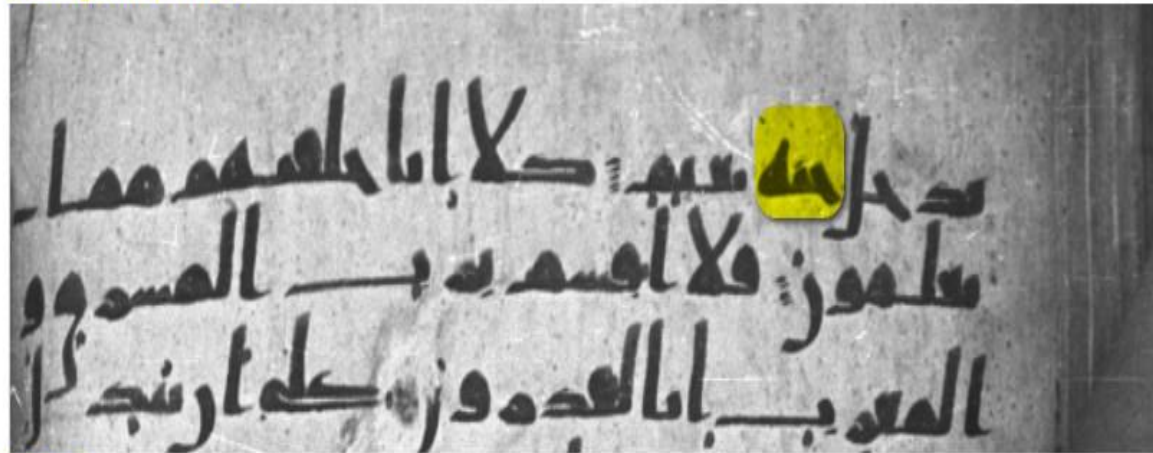 يدخل جنة نعيم كلا انا خلقنهم مما
يعلمون فلا اقسم برب المشرق و
المغرب انا لقدرون على ان نبدل